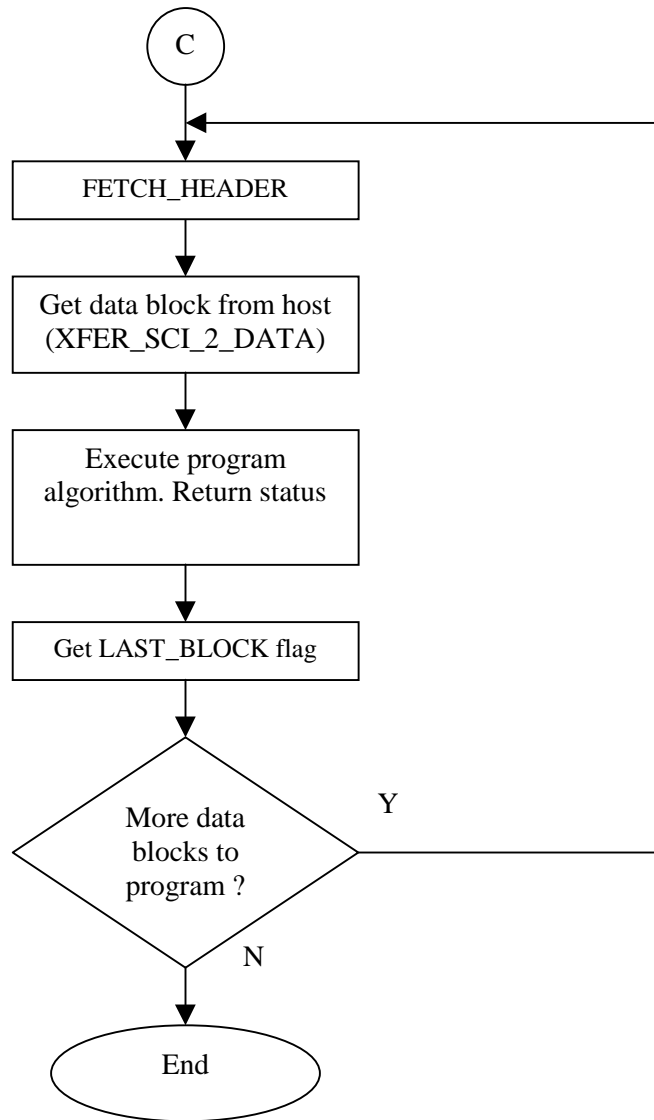 C
FETCH_HEADER
Get data block from host
(XFER_SCI_2_DATA)
Execute program
algorithm. Return status
Get LAST_BLOCK flag
More data
blocks to
program ?
Y
N
End